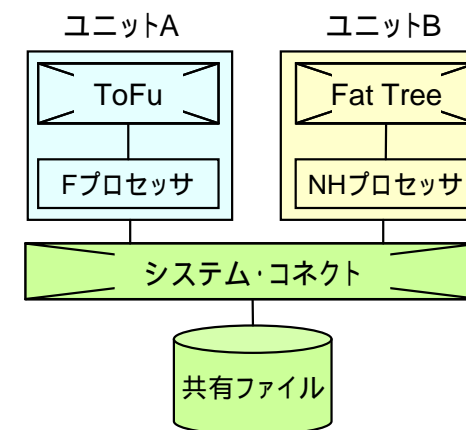 ユニットA
ユニットB
ToFu
Fat Tree
Fプロセッサ
NHプロセッサ
システム・コネクト
共有ファイル